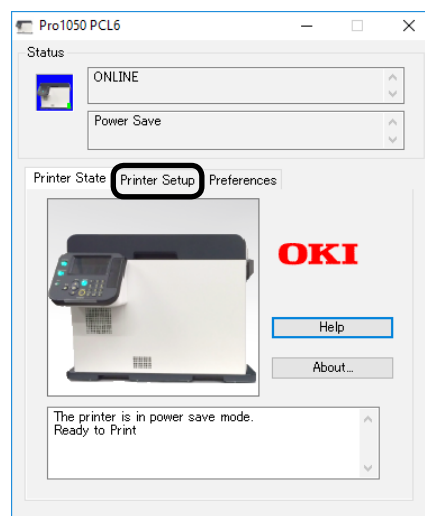 Pro1050 PCL6
Status
ONLINE
Power Save
Printer State Printer Setup Preferences
OKI
Help
About...
The printer is in power save mode.
Ready to Print